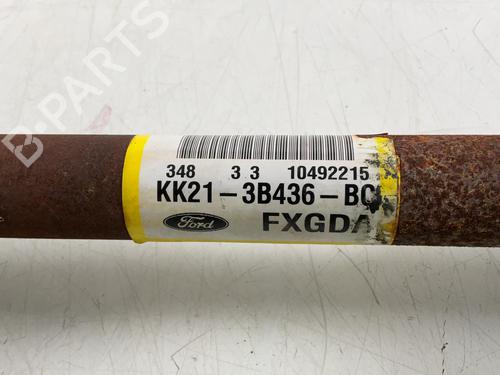 348 3 3 10492215
KK21-3B436-BC
Ford FXGDA
B-PARTS